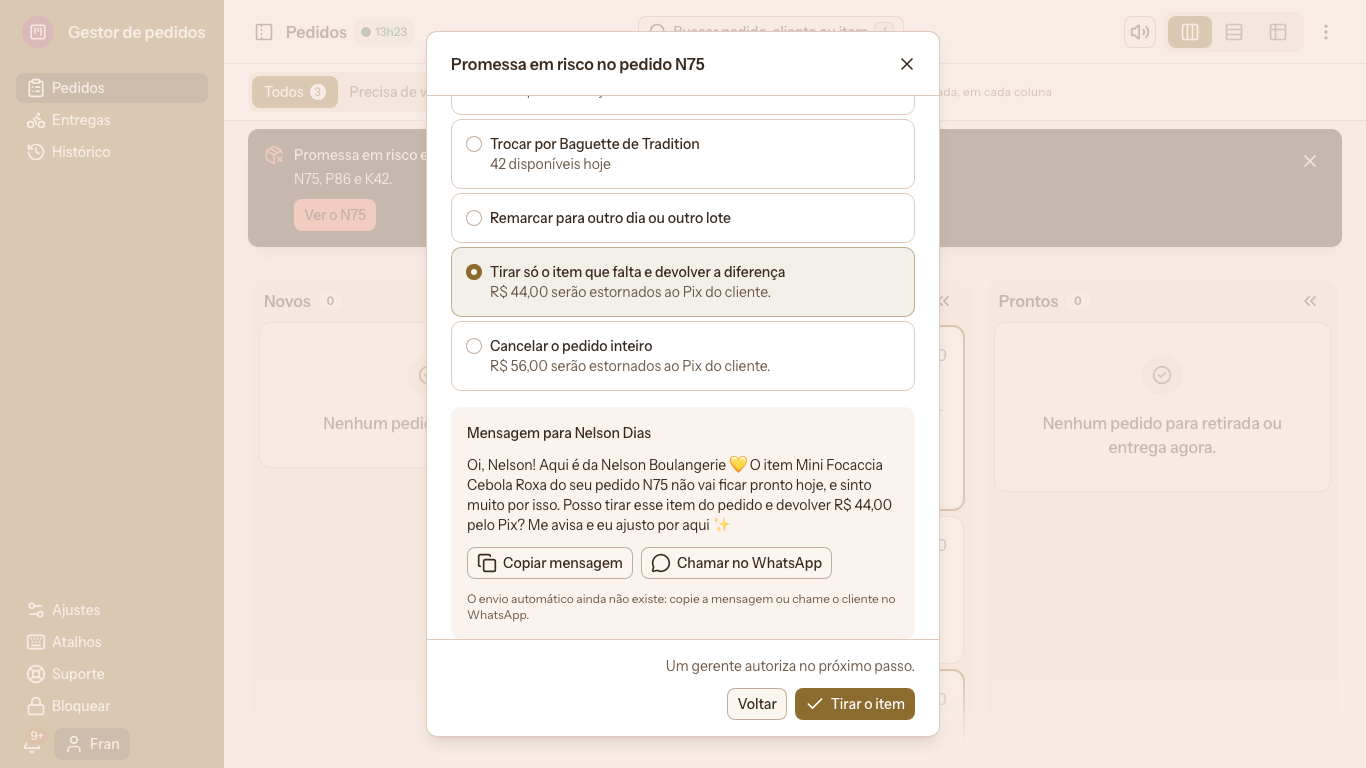 Gestor de pedidos
Pedidos
13h23
Buscar pedido, cliente ou item
/
Pedidos
Entregas
Histórico
Todos 3
Precisa de v
ada, em cada coluna
Promessa em risco e
N75, P86 e K42.
Ver o N75
Novos 0
Nenhum pedi
Prontos 0
Nenhum pedido para retirada ou
entrega agora.
Promessa em risco no pedido N75
Trocar por Baguette de Tradition
42 disponíveis hoje
Remarcar para outro dia ou outro lote
Tirar só o item que falta e devolver a diferença
R$ 44,00 serão estornados ao Pix do cliente.
Cancelar o pedido inteiro
R$ 56,00 serão estornados ao Pix do cliente.
Mensagem para Nelson Dias
Oi, Nelson! Aqui é da Nelson Boulangerie 💛 O item Mini Focaccia
Cebola Roxa do seu pedido N75 não vai ficar pronto hoje, e sinto
muito por isso. Posso tirar esse item do pedido e devolver R$ 44,00
pelo Pix? Me avisa e eu ajusto por aqui ✨
Copiar mensagem
Chamar no WhatsApp
O envio automático ainda não existe: copie a mensagem ou chame o cliente no
WhatsApp.
Um gerente autoriza no próximo passo.
Voltar
Tirar o item
Ajustes
Atalhos
Suporte
Bloquear
9+
Fran